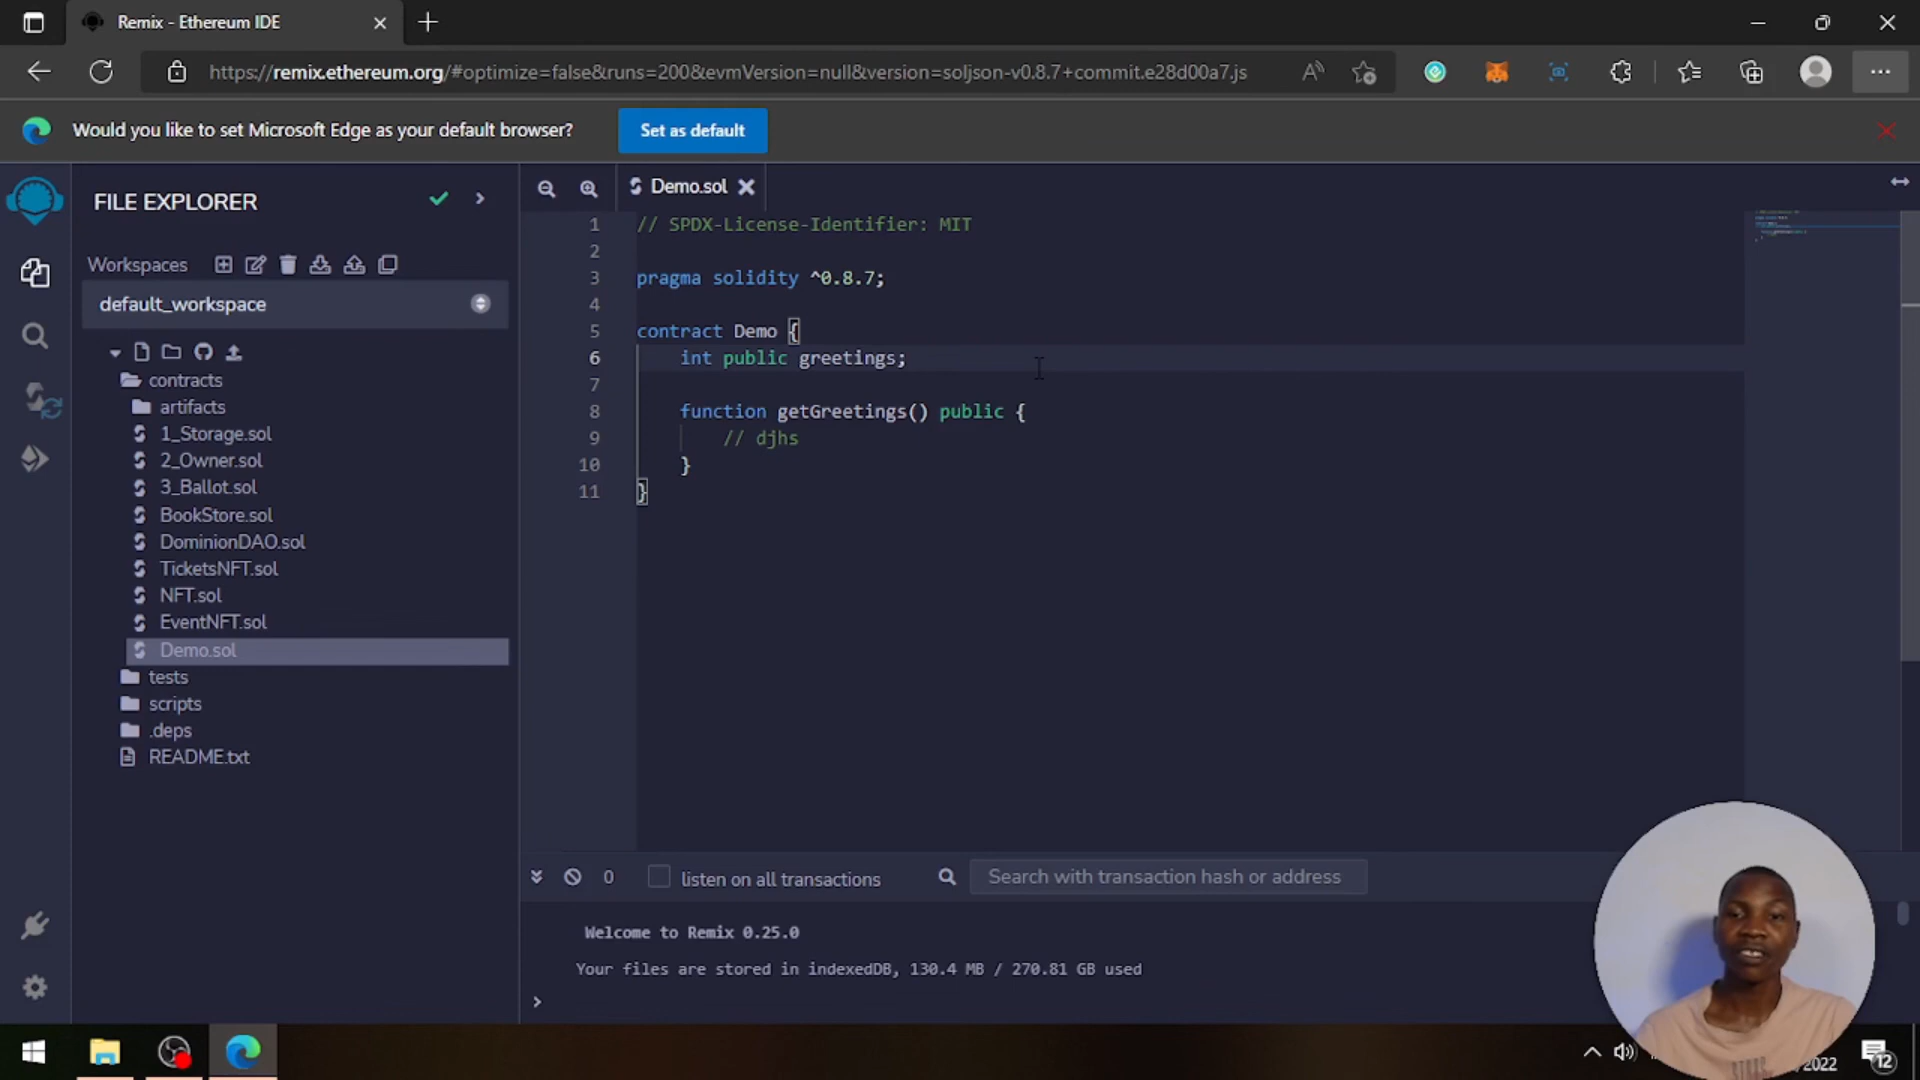 Remix - Ethereum IDE
https://remix.ethereum.org/#optimize=false&runs=200&evmVersion=null&version=soljson-v0.8.7+commit.e28d00a7.js
Would you like to set Microsoft Edge as your default browser?
Set as default
FILE EXPLORER
Workspaces
default_workspace
contracts
artifacts
1_Storage.sol
2_Owner.sol
3_Ballot.sol
BookStore.sol
DominionDAO.sol
TicketsNFT.sol
NFT.sol
EventNFT.sol
Demo.sol
tests
scripts
.deps
README.txt
Demo.sol
1 // SPDX-License-Identifier: MIT
2
3 pragma solidity ^0.8.7;
4
5 contract Demo {
6 int public greetings;
7
8 function getGreetings() public {
9 // djhs
10 }
11 }
0 listen on all transactions
Search with transaction hash or address
Welcome to Remix 0.25.0
Your files are stored in indexedDB, 130.4 MB / 270.81 GB used
>
2022
12